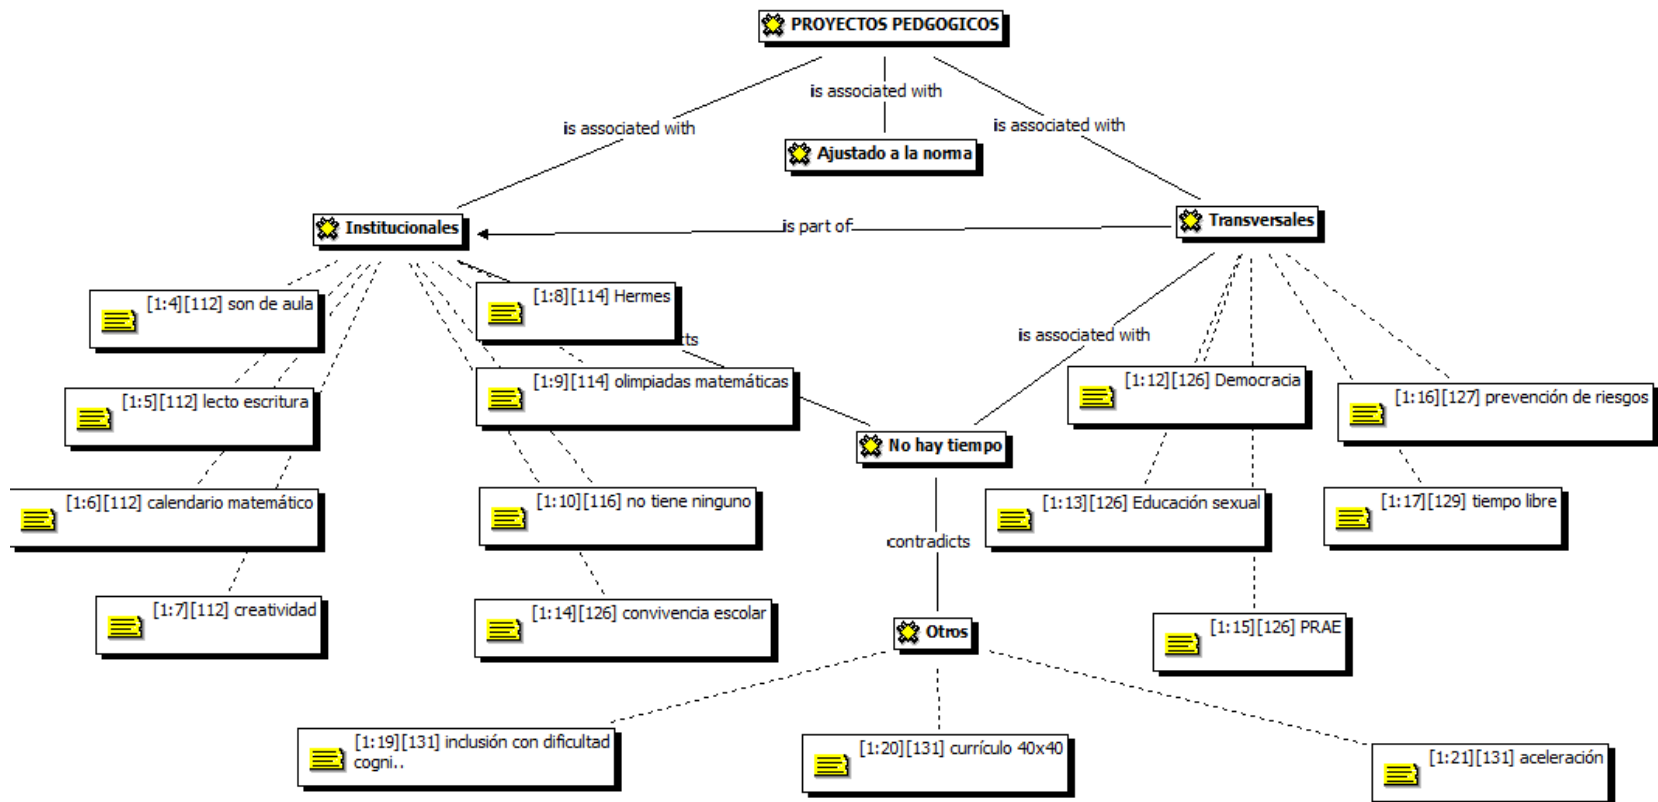 PROYECTOS PEDGOGICOS
is associated with
is associated with
is associated with
Ajustado a la norma
Institucionales
is part of
Transversales
[1:4][112] son de aula
[1:8][114] Hermes
cts
is associated with
[1:5][112] lecto escritura
[1:9][114] olimpiadas matemáticas
[1:12][126] Democracia
[1:16][127] prevención de riesgos
No hay tiempo
[1:6][112] calendario matemático
[1:10][116] no tiene ninguno
[1:13][126] Educación sexual
[1:17][129] tiempo libre
contradicts
[1:7][112] creatividad
[1:14][126] convivencia escolar
Otros
[1:15][126] PRAE
[1:19][131] inclusión con dificultad
cogni..
[1:20][131] currículo 40x40
[1:21][131] aceleración